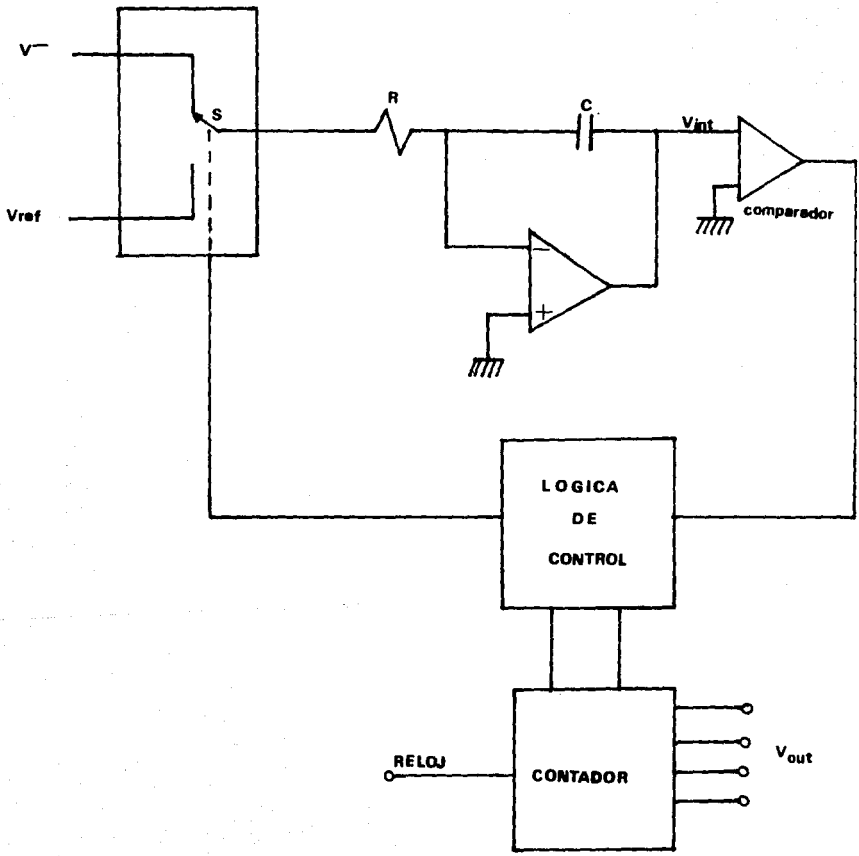 V—
S
Vref
R
C
Vint
comparador
−
+
LOGICA
DE
CONTROL
RELOJ
CONTADOR
Vout